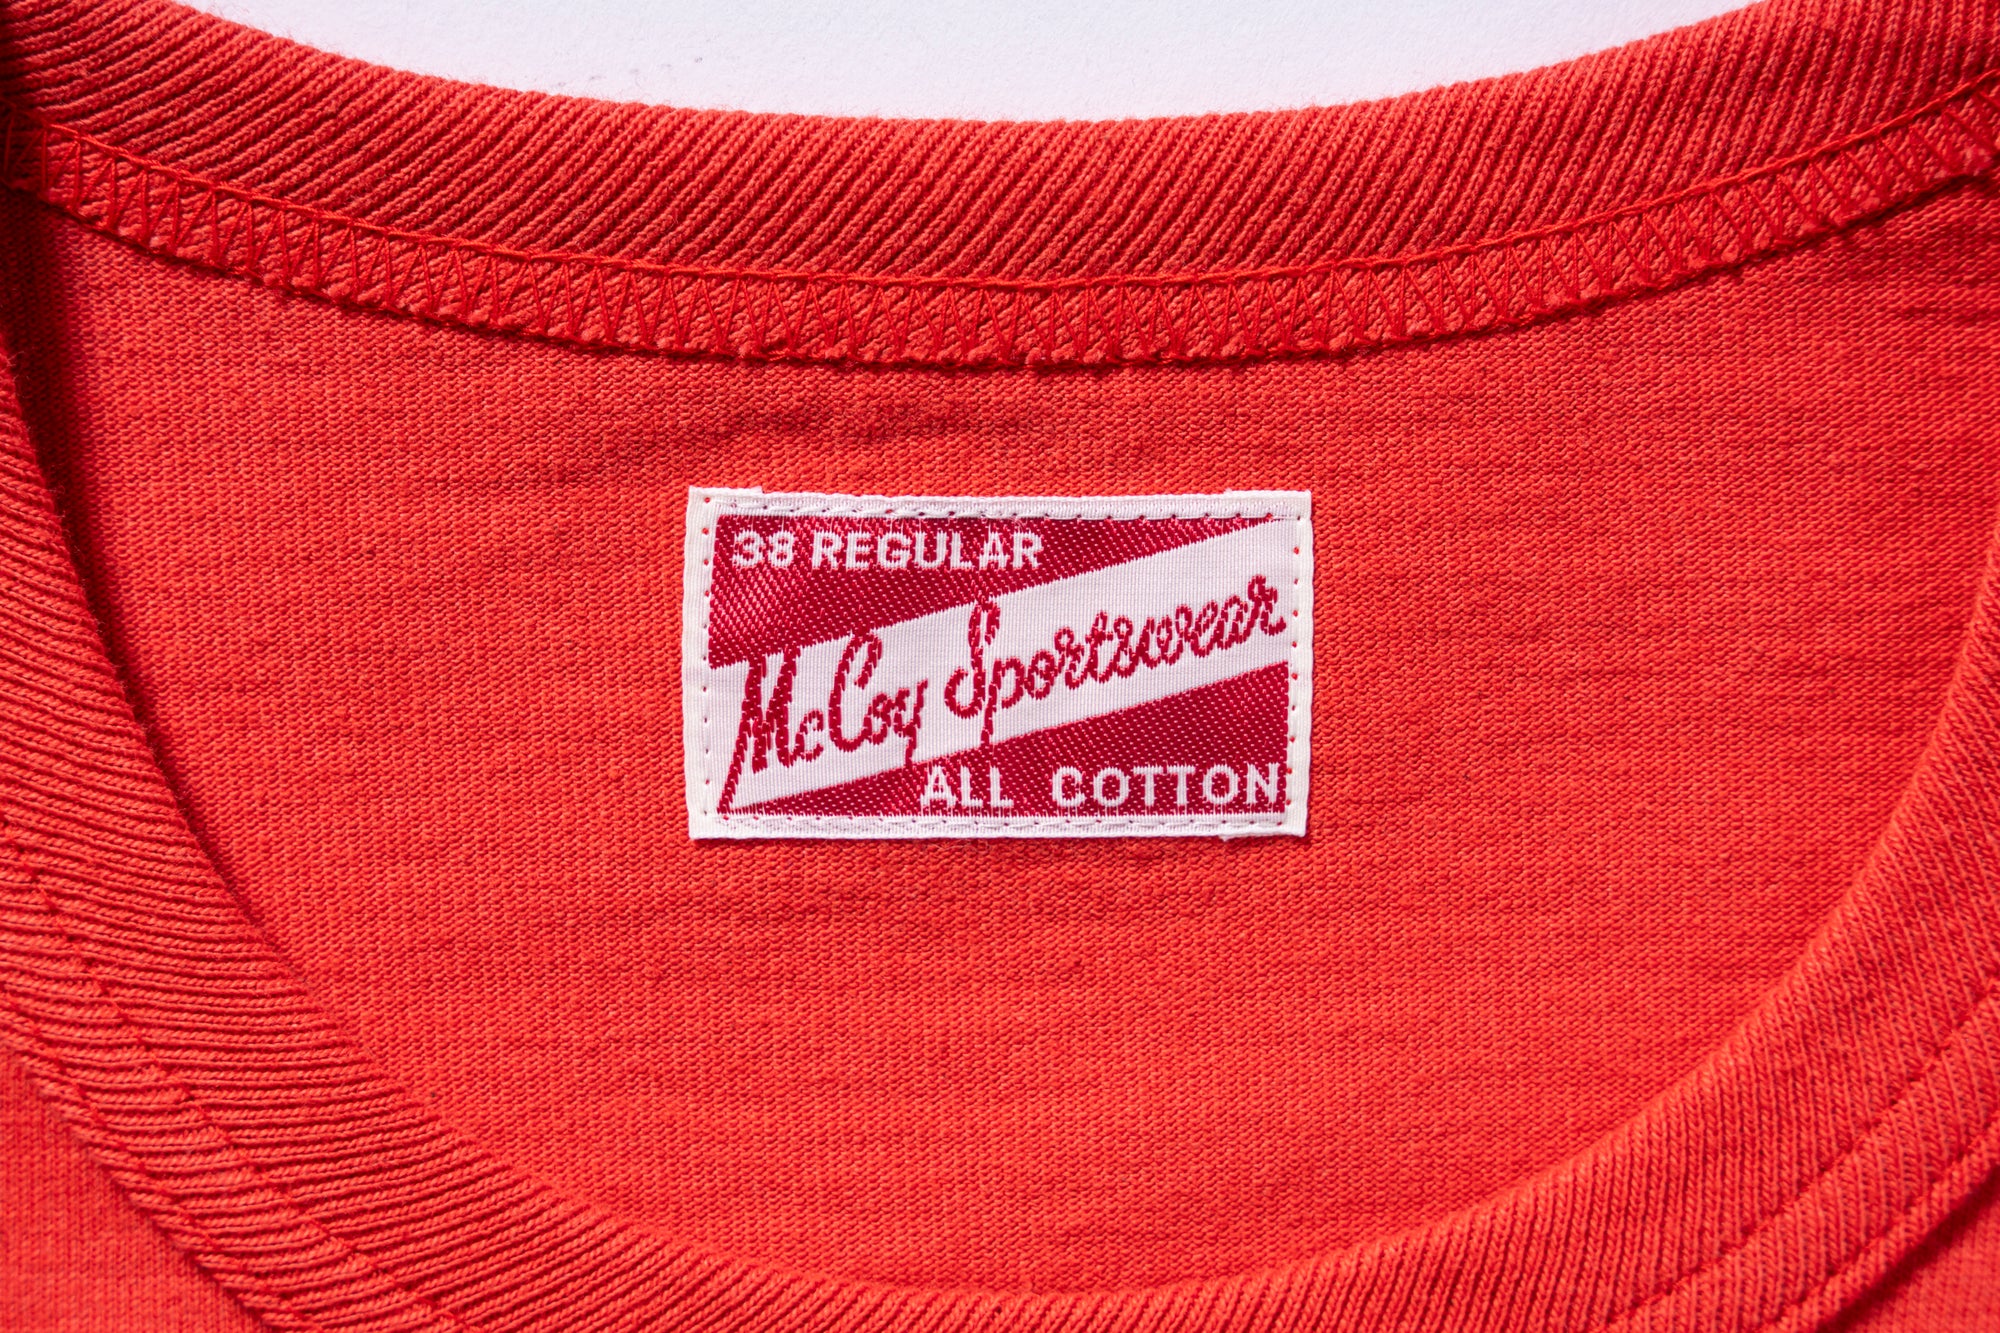 38 REGULAR
McCoy Sportswear
ALL COTTON